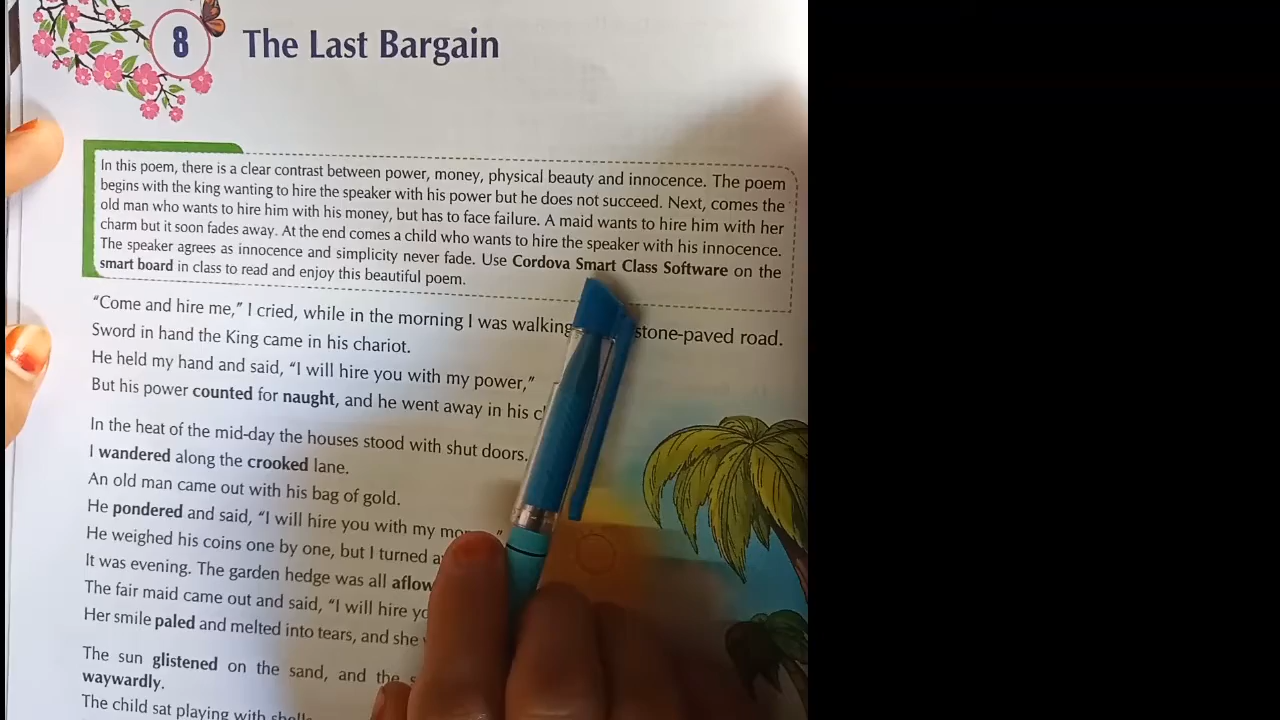 8
The Last Bargain
In this poem, there is a clear contrast between power, money, physical beauty and innocence. The poem
begins with the king wanting to hire the speaker with his power but he does not succeed. Next, comes the
old man who wants to hire him with his money, but has to face failure. A maid wants to hire him with her
charm but it soon fades away. At the end comes a child who wants to hire the speaker with his innocence.
The speaker agrees as innocence and simplicity never fade. Use Cordova Smart Class Software on the
smart board in class to read and enjoy this beautiful poem.
“Come and hire me,” I cried, while in the morning I was walking stone-paved road.
Sword in hand the King came in his chariot.
He held my hand and said, “I will hire you with my power,”
But his power counted for naught, and he went away in his
In the heat of the mid-day the houses stood with shut doors.
I wandered along the crooked lane.
An old man came out with his bag of gold.
He pondered and said, “I will hire you with my
He weighed his coins one by one, but I turned
It was evening. The garden hedge was all
The fair maid came out and said, “I will hire
Her smile paled and melted into tears, and she
The sun glistened on the sand, and the
waywardly.
The child sat playing with